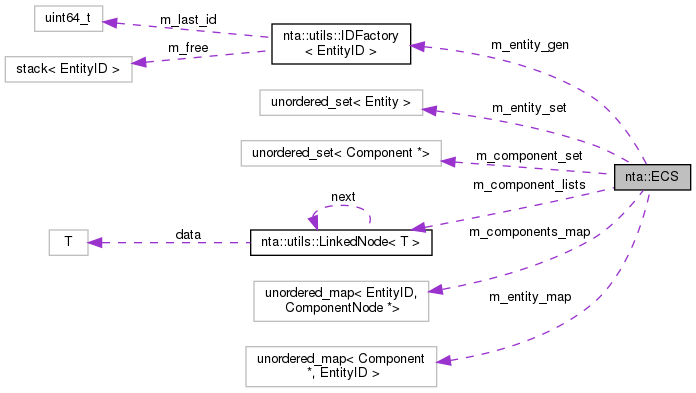 uint64_t
m_last_id
nta::utils::IDFactory
< EntityID >
m_free
stack< EntityID >
m_entity_gen
unordered_set< Entity >
m_entity_set
unordered_set< Component *>
m_component_set
nta::ECS
m_component_lists
next
T
data
nta::utils::LinkedNode< T >
m_components_map
unordered_map< EntityID,
ComponentNode *>
m_entity_map
unordered_map< Component
*, EntityID >